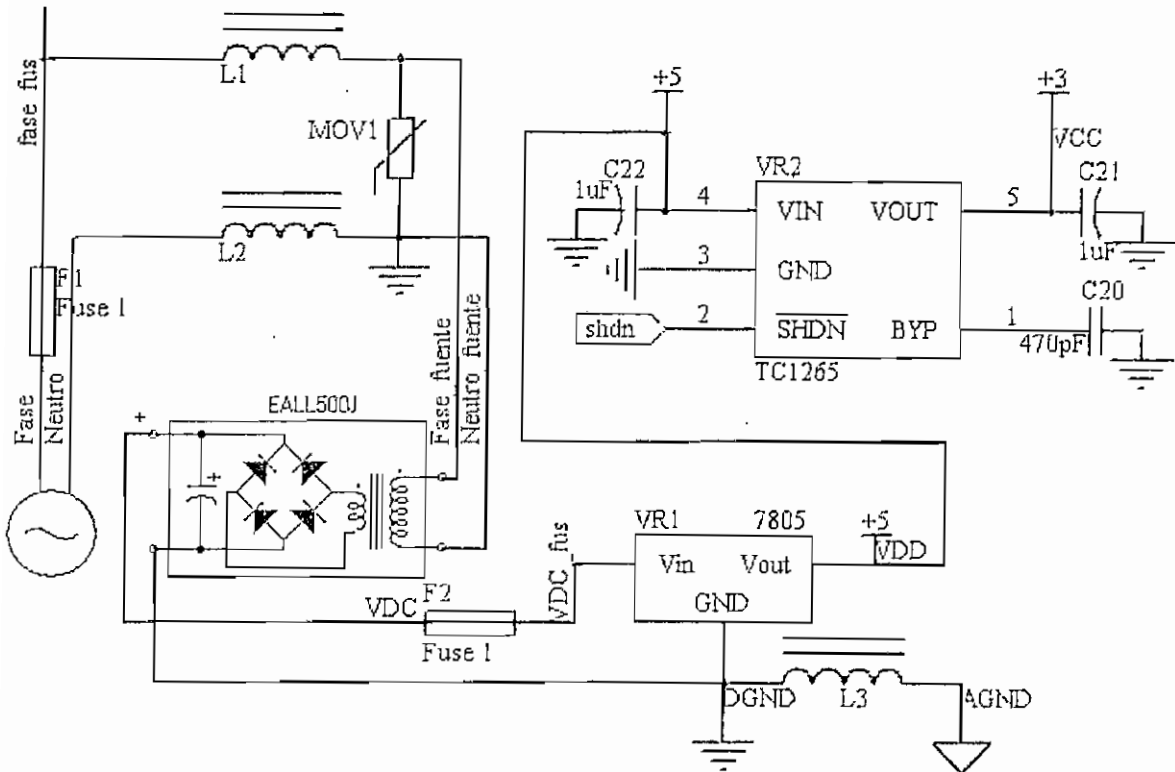 fase fus
L1
MOV1
L2
F1
Fuse 1
Fase
Neutro
Fase fuente
Neutro fuente
EALL500J
+
+
VDC
F2
Fuse 1
VDC_fus
VR1
7805
Vin
Vout
GND
+5
VDD
DGND
L3
AGND
+5
+3
VCC
C22
1uF
VR2
4
VIN
VOUT
5
C21
1uF
3
GND
shdn
2
SHDN
BYP
1
C20
470pF
TC1265